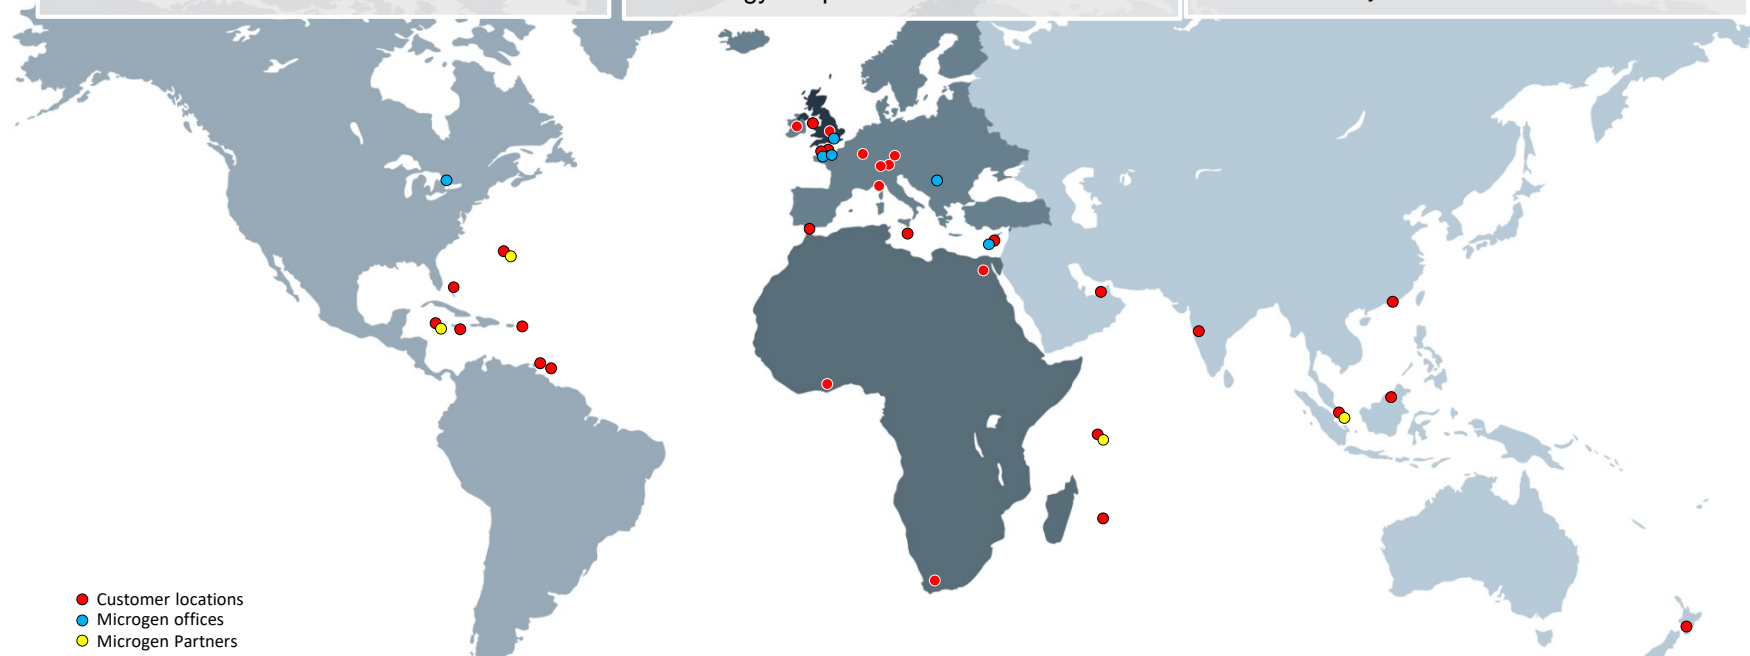 Customer locations
Microgen offices
Microgen Partners